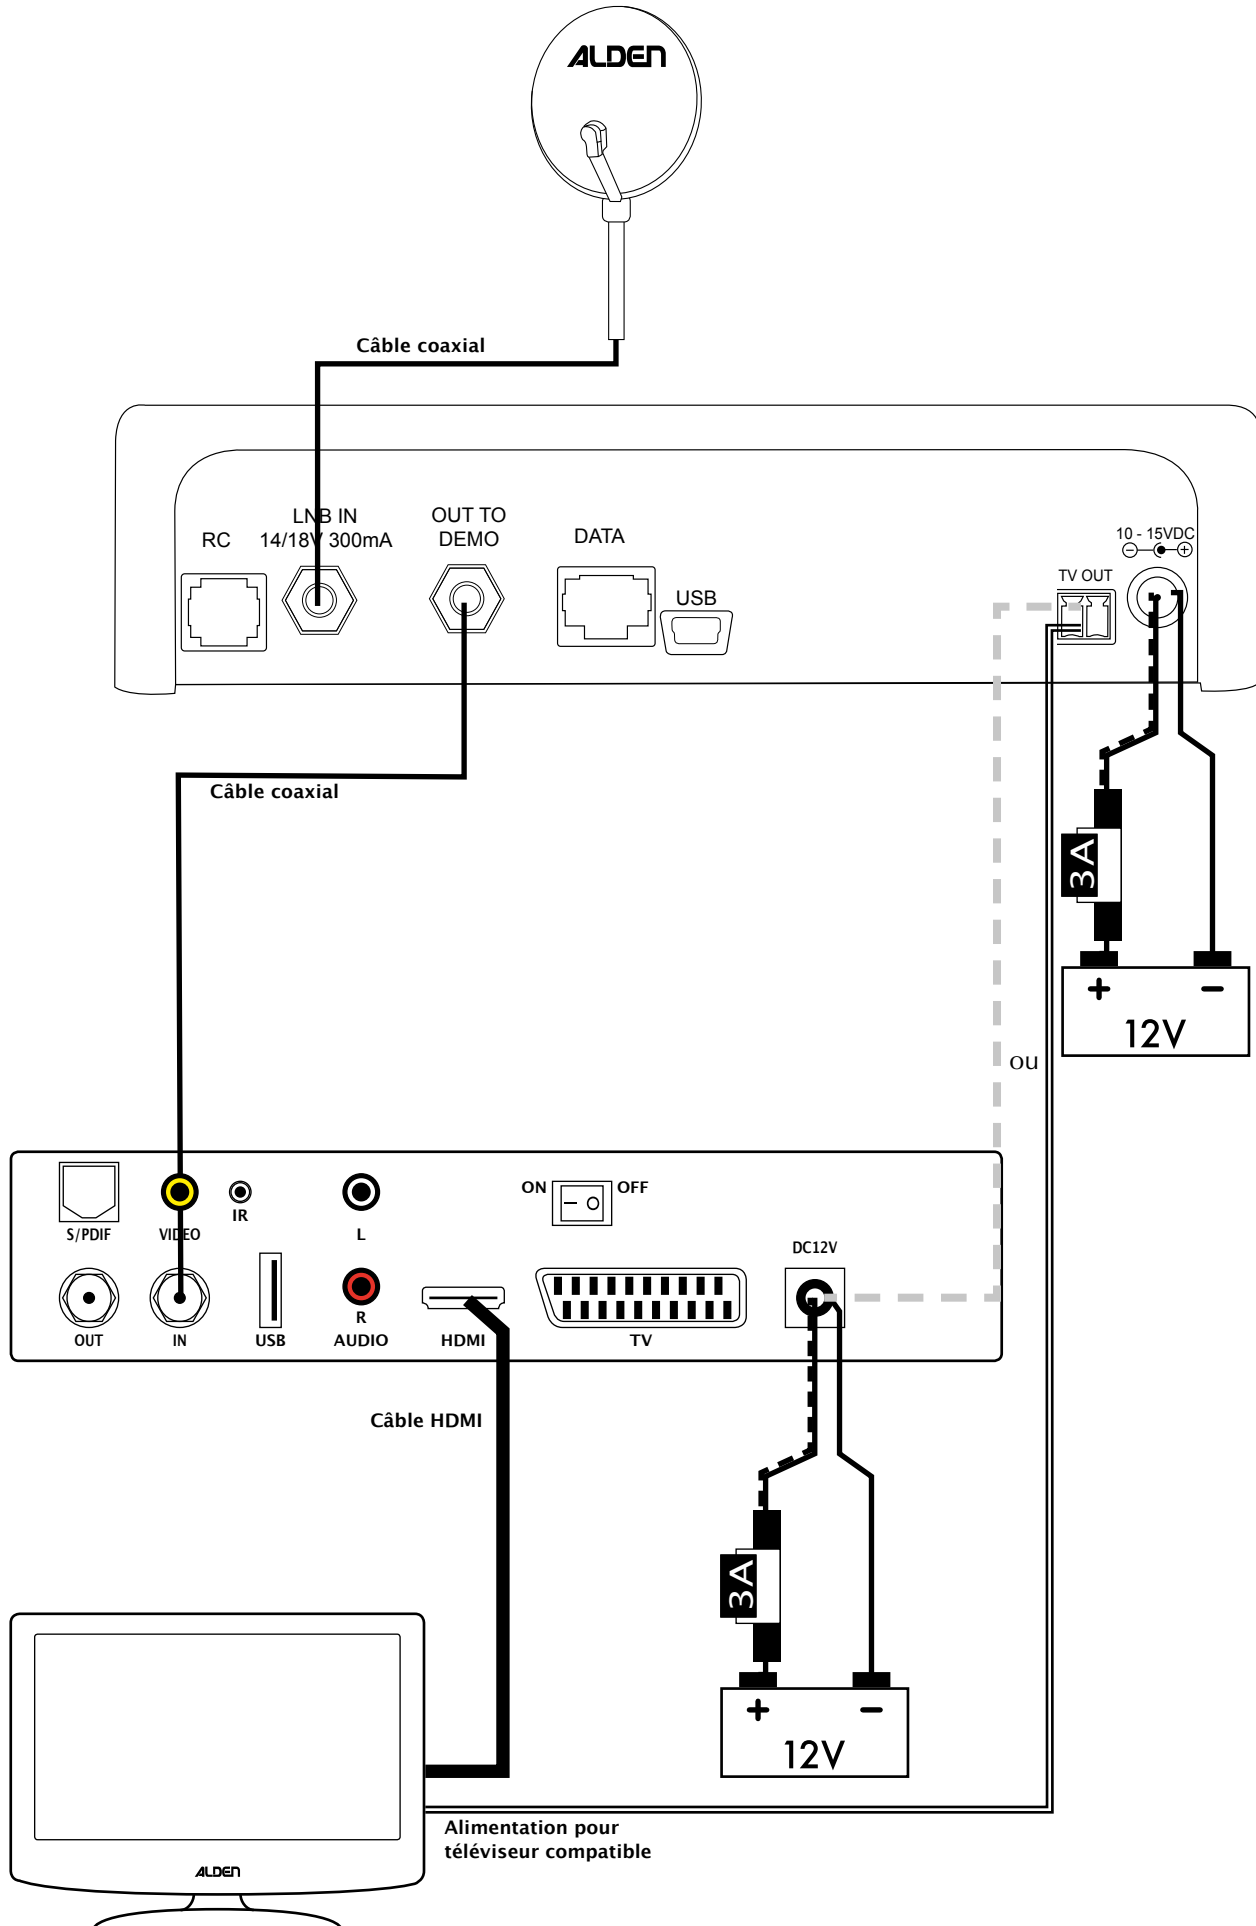 ALDEN
Câble coaxial
RC
LNB IN
14/18V 300mA
OUT TO
DEMO
DATA
USB
TV OUT
10 - 15VDC
- +
Câble coaxial
3A
+ -
12V
ou
S/PDIF
VIDEO
IR
L
ON
OFF
DC12V
OUT
IN
USB
R
AUDIO
HDMI
TV
Câble HDMI
3A
+ -
12V
Alimentation pour
téléviseur compatible
ALDEN